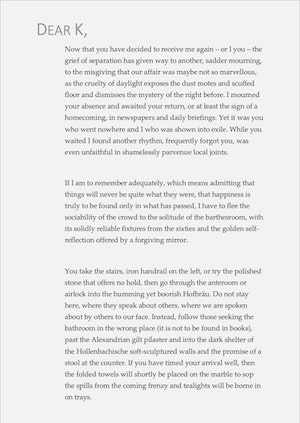 DEAR K,
Now that you have decided to receive me again – or I you – the
grief of separation has given way to another, sadder mourning,
to the misgiving that our affair was maybe not so marvellous,
as the cruelty of daylight exposes the dust motes and scuffed
floor and dismisses the mystery of the night before. I mourned
your absence and awaited your return, or at least the sign of a
homecoming, in newspapers and daily briefings. Yet it was you
who went nowhere and I who was shown into exile. While you
waited I found another rhythm, frequently forgot you, was
even unfaithful in shamelessly parvenue local joints.
If I am to remember adequately, which means admitting that
things will never be quite what they were, that happiness is
truly to be found only in what has passed, I have to flee the
sociability of the crowd to the solitude of the barthesroom, with
its solidly reliable fixtures from the sixties and the golden self-
reflection offered by a forgiving mirror.
You take the stairs, iron handrail on the left, or try the polished
stone that offers no hold, then go through the anteroom or
airlock into the humming yet boorish Hofbräu. Do not stay
here, where they speak about others, where we are spoken
about by others to our face. Instead, follow those seeking the
bathroom in the wrong place (it is not to be found in books),
past the Alexandrian gilt pilaster and into the dark shelter of
the Hollenbachische soft-sculptured walls and the promise of a
stool at the counter. If you have timed your arrival well, then
the folded towels will shortly be placed on the marble to sop
the spills from the coming frenzy and tealights will be borne in
on trays.